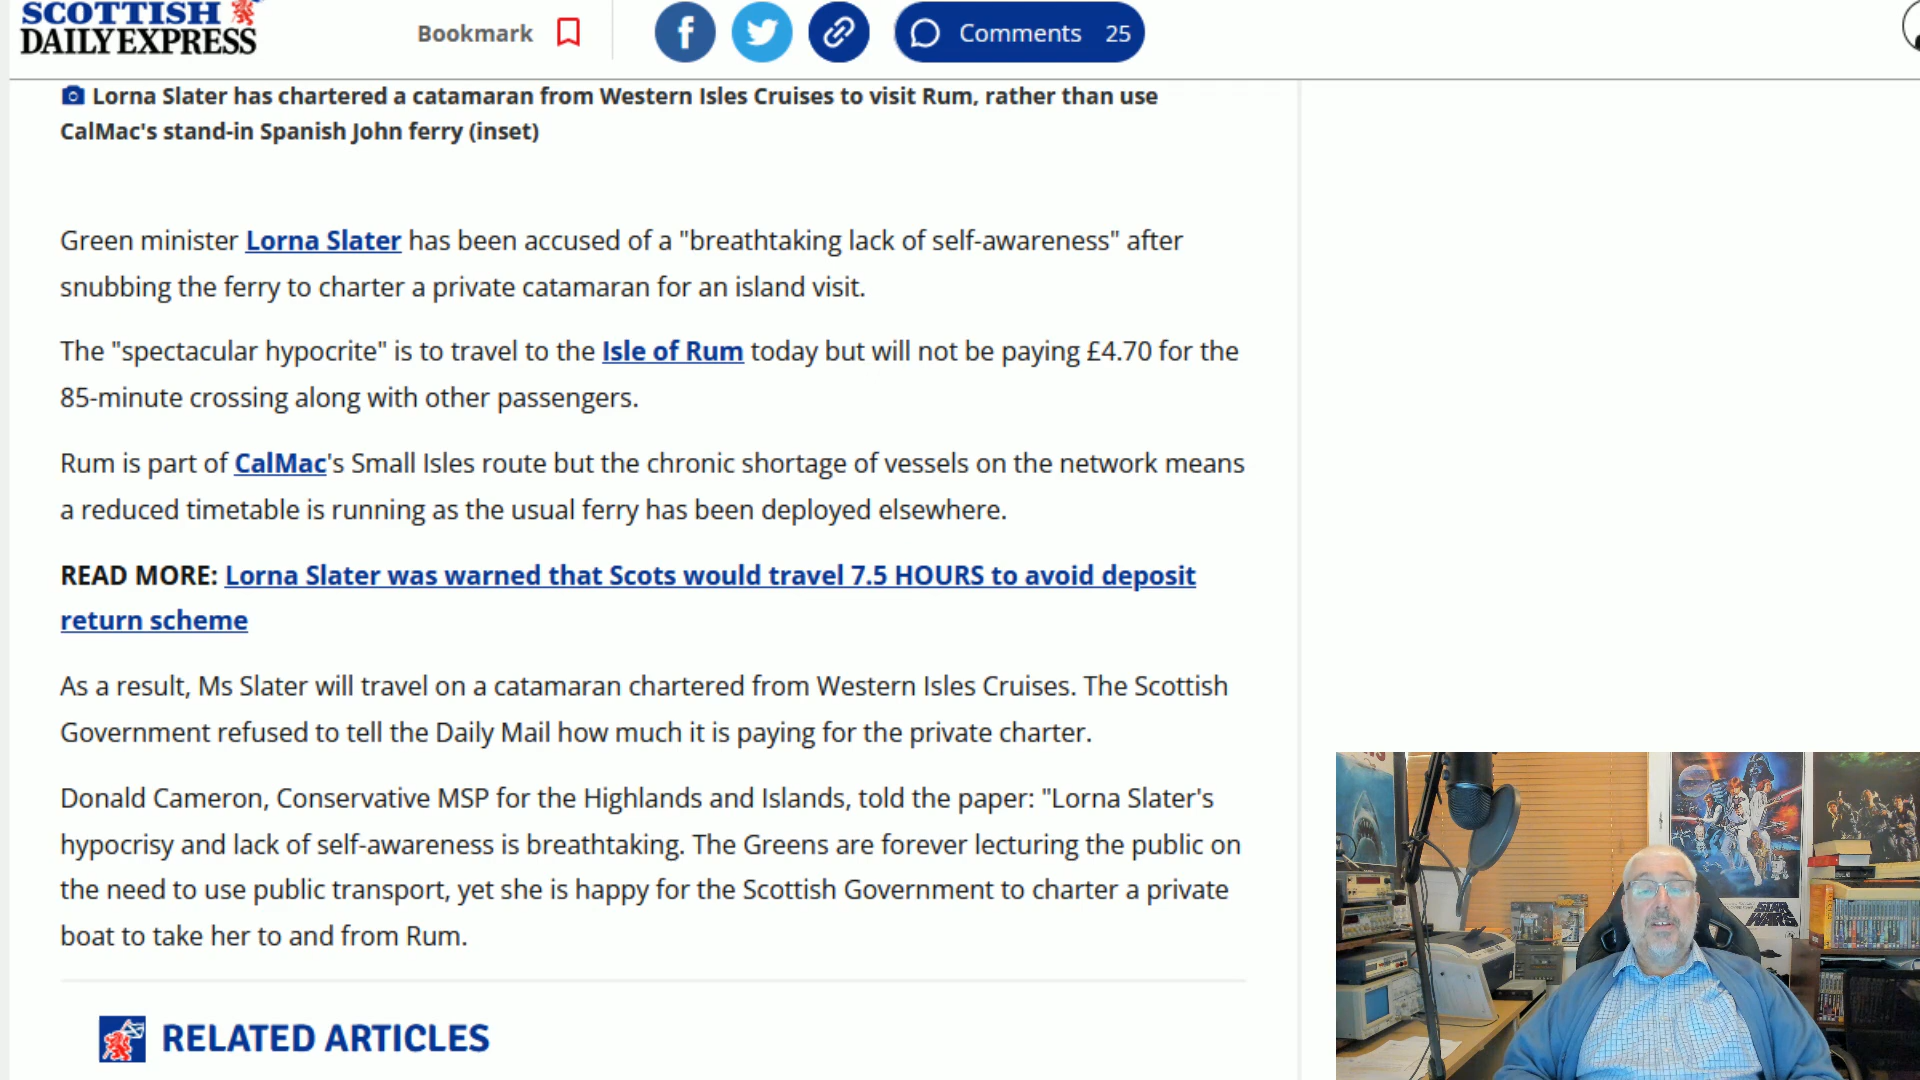 SCOTTISH
DAILY EXPRESS
Bookmark
Comments 25
Lorna Slater has chartered a catamaran from Western Isles Cruises to visit Rum, rather than use
CalMac's stand-in Spanish John ferry (inset)
Green minister Lorna Slater has been accused of a "breathtaking lack of self-awareness" after
snubbing the ferry to charter a private catamaran for an island visit.
The "spectacular hypocrite" is to travel to the Isle of Rum today but will not be paying £4.70 for the
85-minute crossing along with other passengers.
Rum is part of CalMac's Small Isles route but the chronic shortage of vessels on the network means
a reduced timetable is running as the usual ferry has been deployed elsewhere.
READ MORE: Lorna Slater was warned that Scots would travel 7.5 HOURS to avoid deposit
return scheme
As a result, Ms Slater will travel on a catamaran chartered from Western Isles Cruises. The Scottish
Government refused to tell the Daily Mail how much it is paying for the private charter.
Donald Cameron, Conservative MSP for the Highlands and Islands, told the paper: "Lorna Slater's
hypocrisy and lack of self-awareness is breathtaking. The Greens are forever lecturing the public on
the need to use public transport, yet she is happy for the Scottish Government to charter a private
boat to take her to and from Rum.
RELATED ARTICLES
STAR
WARS